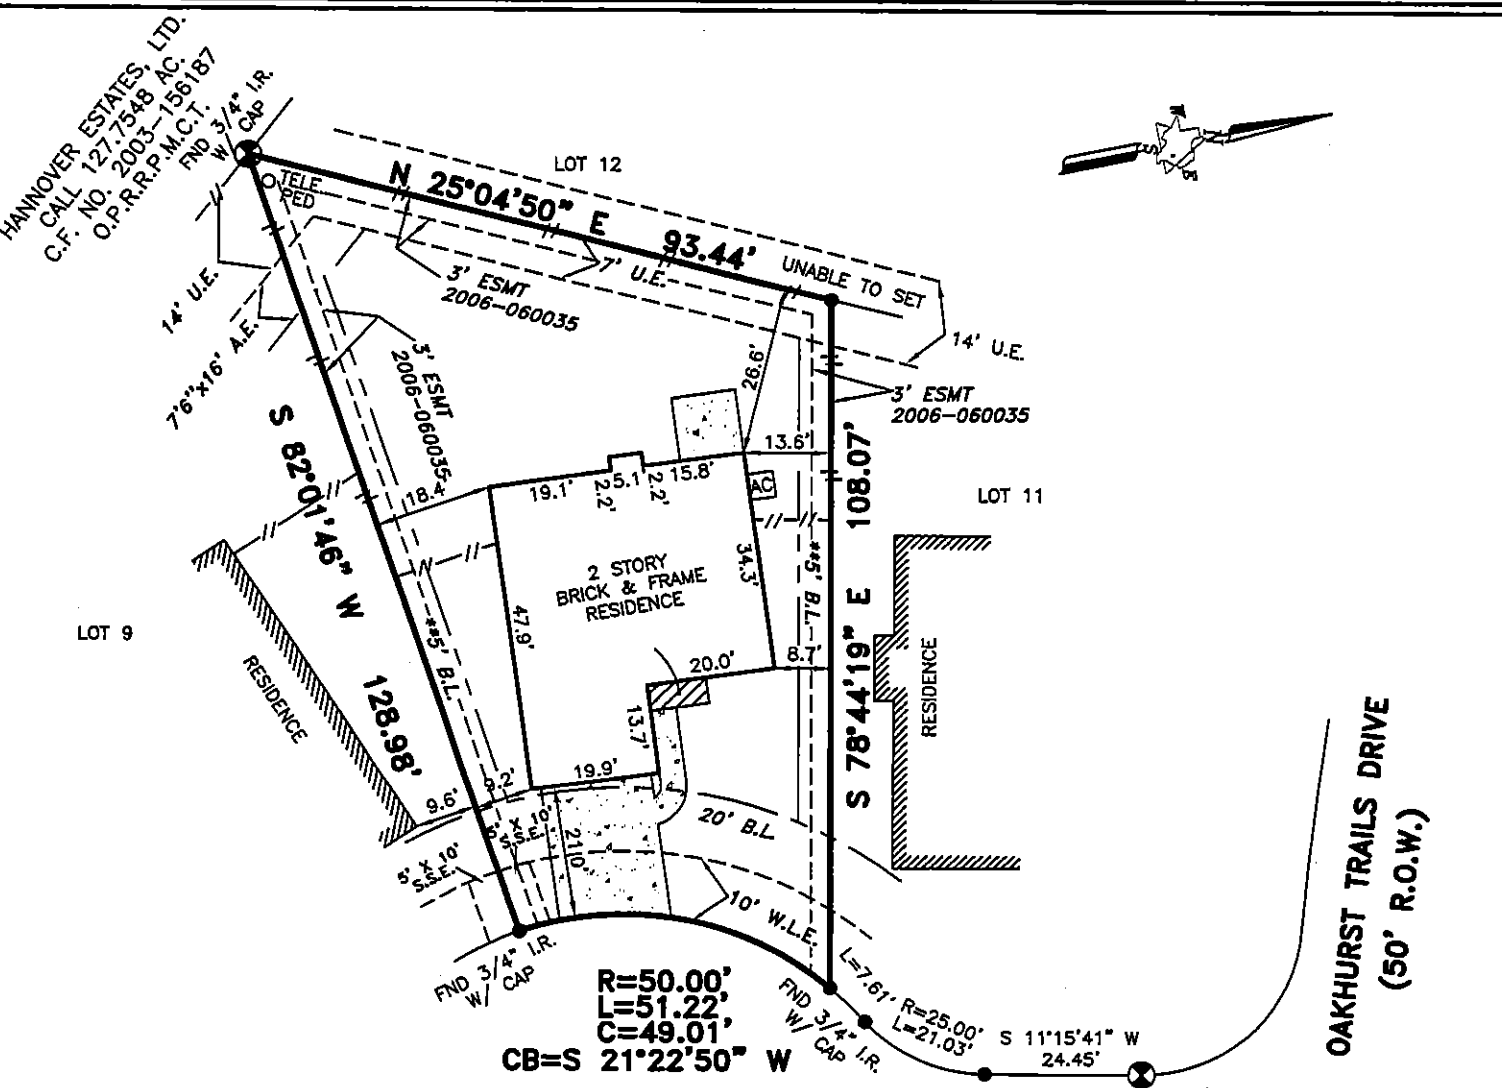 HANNOVER ESTATES, LTD.
CALL 127.7548 AC.
C.F. NO. 2003-156187
O.P.R.R.P.M.C.T.
FND 3/4" I.R.
W/ CAP
TELE
PED
LOT 12
N 25°04'50" E 93.44'
UNABLE TO SET
7' U.E.
3' ESMT
2006-060035
14' U.E.
14' U.E.
7'6"x16' A.E.
3' ESMT
2006-060035
3' ESMT
2006-060035
26.6'
13.6'
S 82°01'46" W 128.98'
18.4'
19.1'
2.2'
5.1'
2.2'
15.8'
AC
LOT 11
S 78°44'19" E 108.07'
34.3'
**5' B.L.
2 STORY
BRICK & FRAME
RESIDENCE
47.9'
LOT 9
RESIDENCE
**5' B.L.
20.0'
8.7'
13.7'
RESIDENCE
19.9'
9.2'
9.6'
5' X 10'
S.S.E.
5' X 10'
S.S.E.
21.0'
20' B.L.
10' W.L.E.
FND 3/4" I.R.
W/ CAP
R=50.00'
L=51.22'
C=49.01'
CB=S 21°22'50" W
FND 3/4" I.R.
W/ CAP
L=7.61'
R=25.00'
L=21.03'
S 11°15'41" W
24.45'
OAKHURST TRAILS DRIVE
(50' R.O.W.)